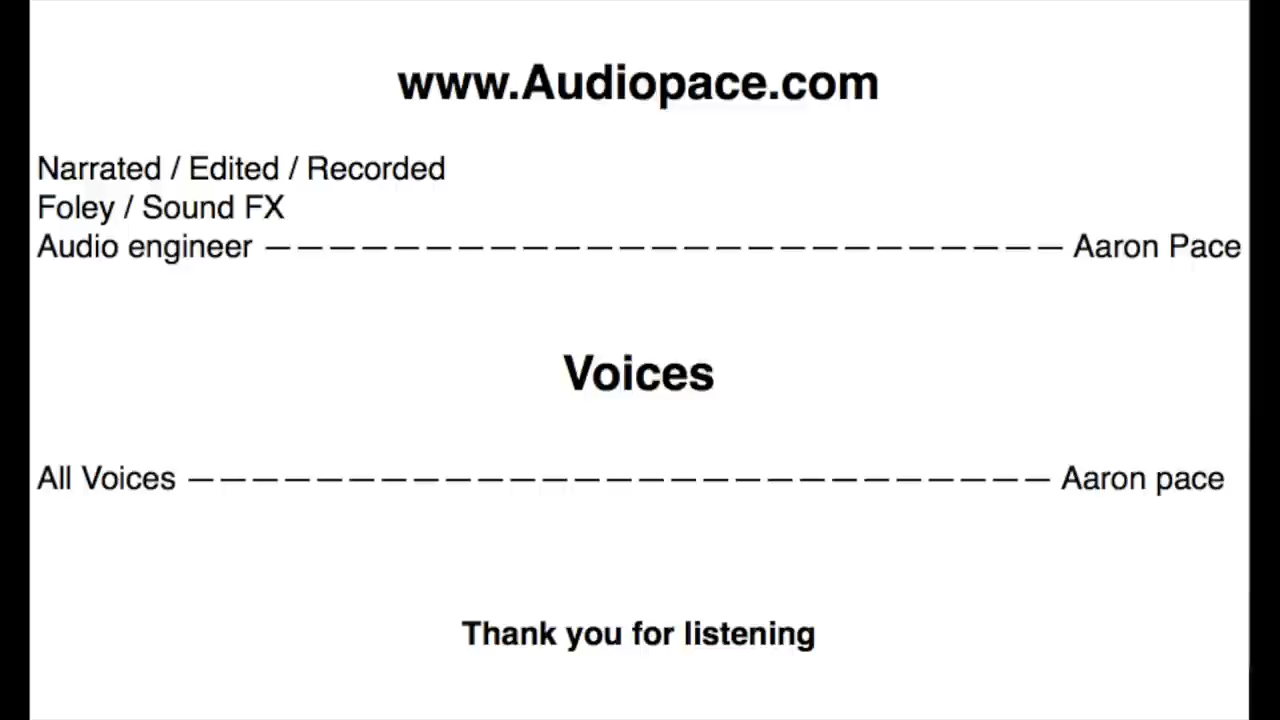 www.Audiopace.com
Narrated / Edited / Recorded
Foley / Sound FX
Audio engineer — — — — — — — — — — — — — — — — — — — — — — — — — Aaron Pace
Voices
All Voices — — — — — — — — — — — — — — — — — — — — — — — — — — — Aaron pace
Thank you for listening